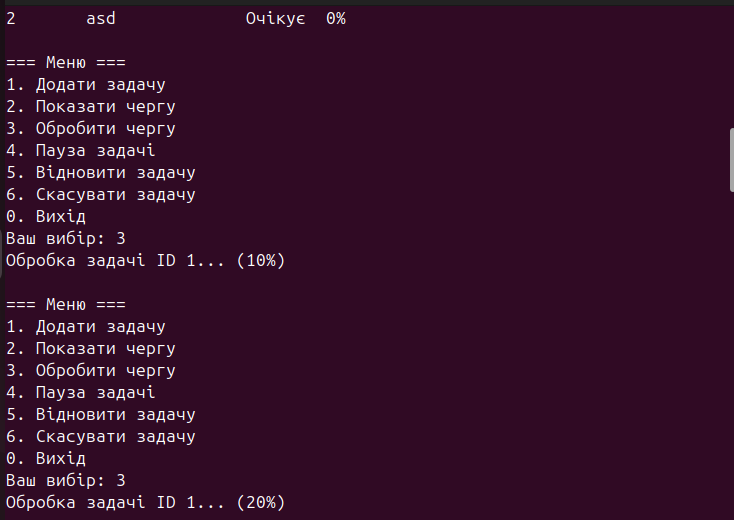 2 asd Очікує 0%
=== Меню ===
1. Додати задачу
2. Показати чергу
3. Обробити чергу
4. Пауза задачі
5. Відновити задачу
6. Скасувати задачу
0. Вихід
Ваш вибір: 3
Обробка задачі ID 1... (10%)
=== Меню ===
1. Додати задачу
2. Показати чергу
3. Обробити чергу
4. Пауза задачі
5. Відновити задачу
6. Скасувати задачу
0. Вихід
Ваш вибір: 3
Обробка задачі ID 1... (20%)